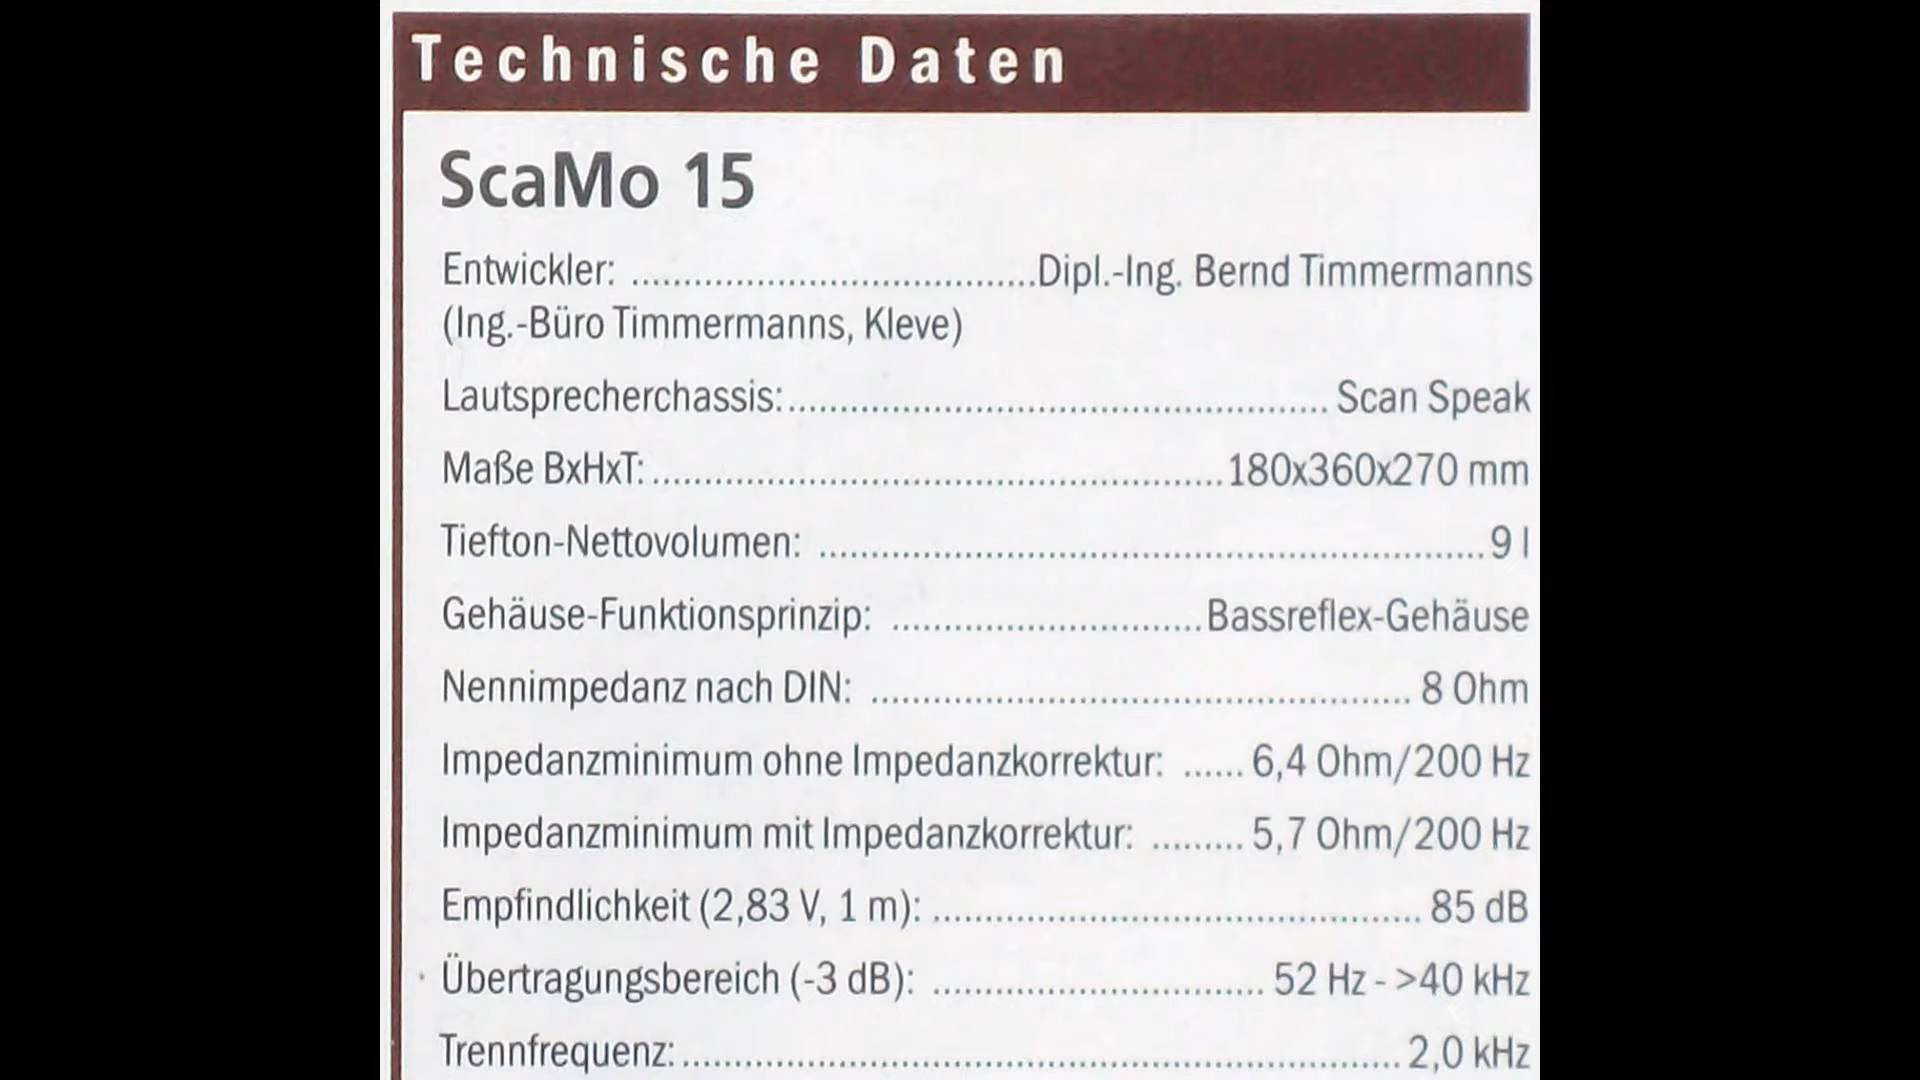 Technische Daten
ScaMo 15
Entwickler: ......................................Dipl.-Ing. Bernd Timmermanns
(Ing.-Büro Timmermanns, Kleve)
Lautsprecherchassis:................................................... Scan Speak
Maße BxHxT:......................................................180x360x270 mm
Tiefton-Nettovolumen: ...............................................................9 l
Gehäuse-Funktionsprinzip: ..............................Bassreflex-Gehäuse
Nennimpedanz nach DIN: ................................................... 8 Ohm
Impedanzminimum ohne Impedanzkorrektur: ...... 6,4 Ohm/200 Hz
Impedanzminimum mit Impedanzkorrektur: ......... 5,7 Ohm/200 Hz
Empfindlichkeit (2,83 V, 1 m): .............................................. 85 dB
Übertragungsbereich (-3 dB): ................................ 52 Hz - >40 kHz
Trennfrequenz:.................................................................... 2,0 kHz